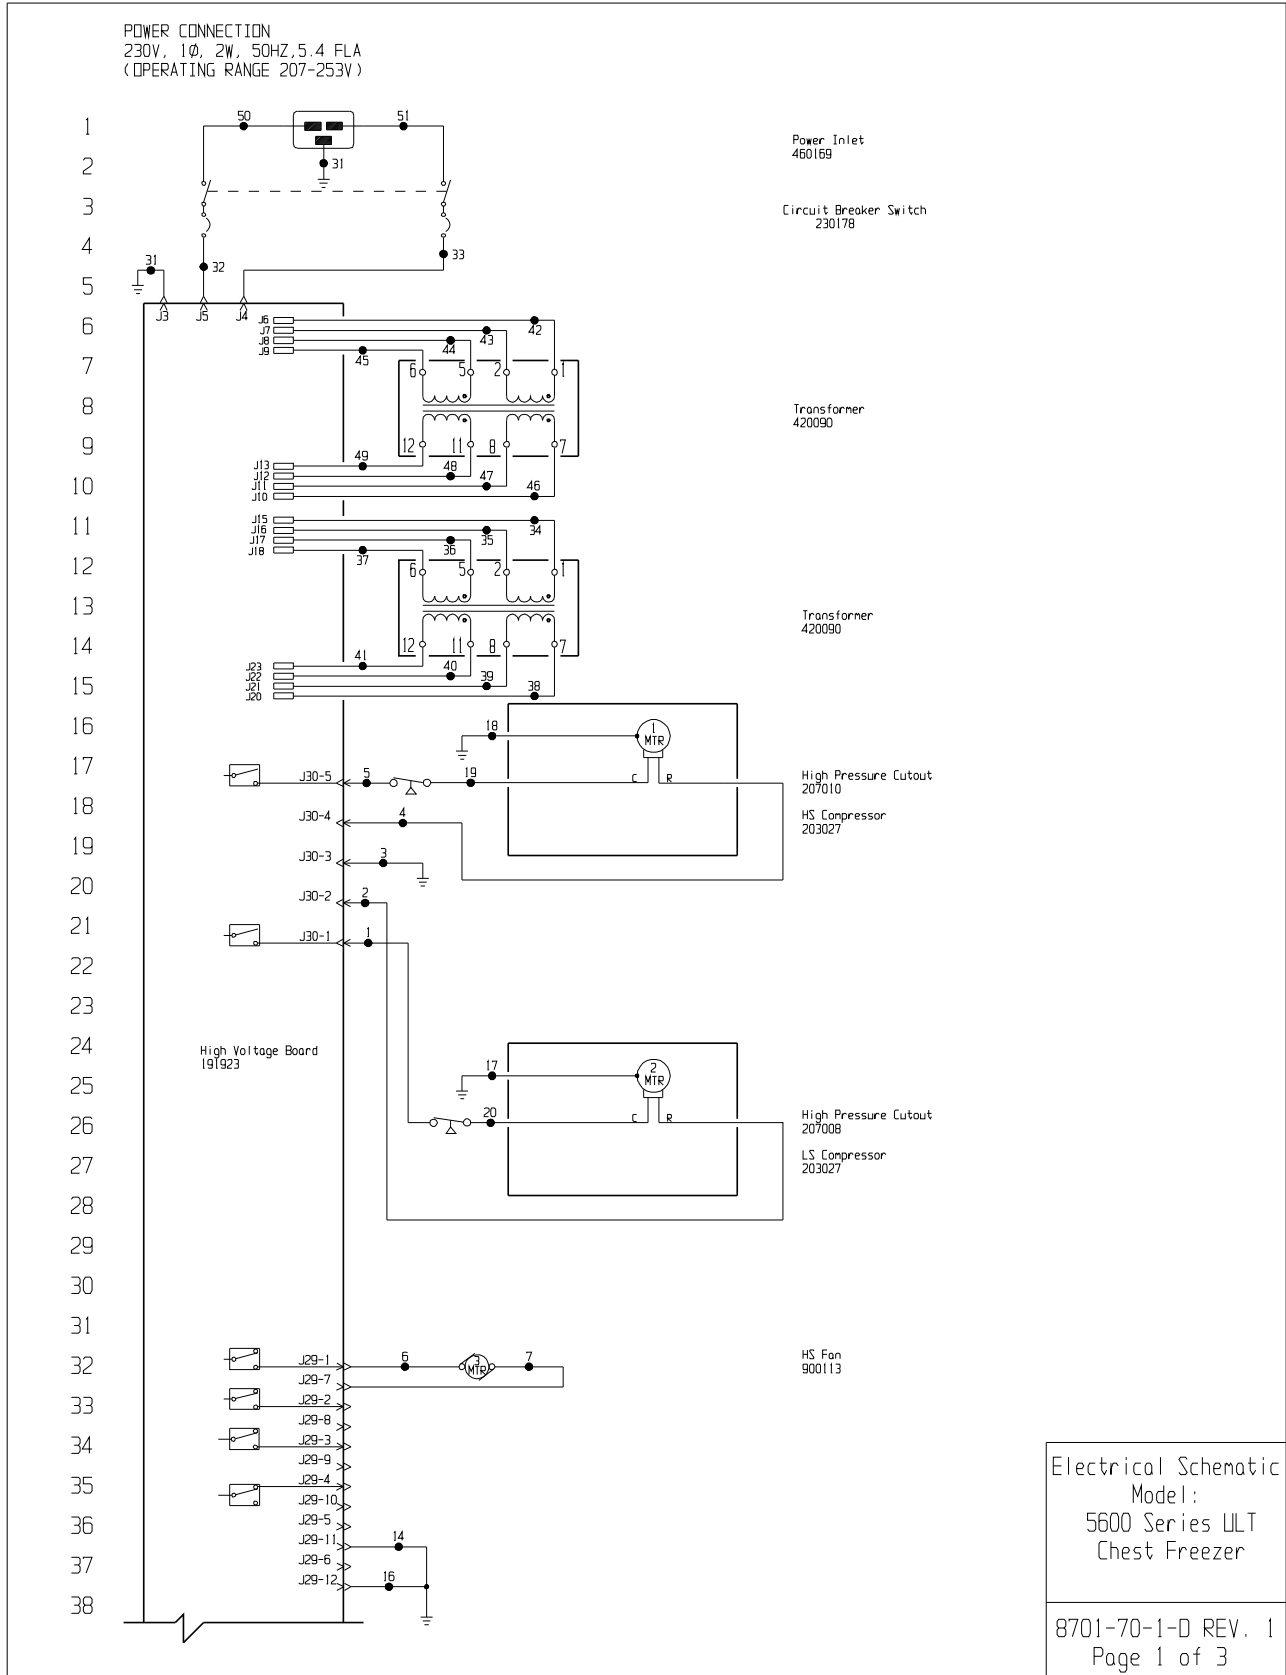 POWER CONNECTION
230V, 1Ø, 2W, 50HZ,5.4 FLA
(OPERATING RANGE 207-253V)
1
50
51
Power Inlet
460169
2
31
3
Circuit Breaker Switch
230178
4
33
31
32
5
J3
J5
J4
6
J6
J7
J8
J9
42
43
44
45
7
6
5
2
1
8
Transformer
420090
9
12
11
8
7
J13
J12
J11
J10
49
48
47
46
10
11
J15
J16
J17
J18
34
35
36
37
12
6
5
2
1
13
Transformer
420090
14
12
11
8
7
J23
J22
J21
J20
41
40
39
38
15
16
18
1
MTR
17
J30-5
5
19
C
R
High Pressure Cutout
207010
18
J30-4
4
HS Compressor
203027
19
J30-3
3
20
J30-2
2
21
J30-1
1
22
23
24
High Voltage Board
191923
25
17
2
MTR
26
20
C
R
High Pressure Cutout
207008
27
LS Compressor
203027
28
29
30
31
32
J29-1
6
3
MTR
7
HS Fan
900113
J29-7
33
J29-2
J29-8
34
J29-3
J29-9
35
J29-4
J29-10
36
J29-5
J29-11
14
37
J29-6
J29-12
16
38
Electrical Schematic
Model:
5600 Series ULT
Chest Freezer
8701-70-1-D REV. 1
Page 1 of 3